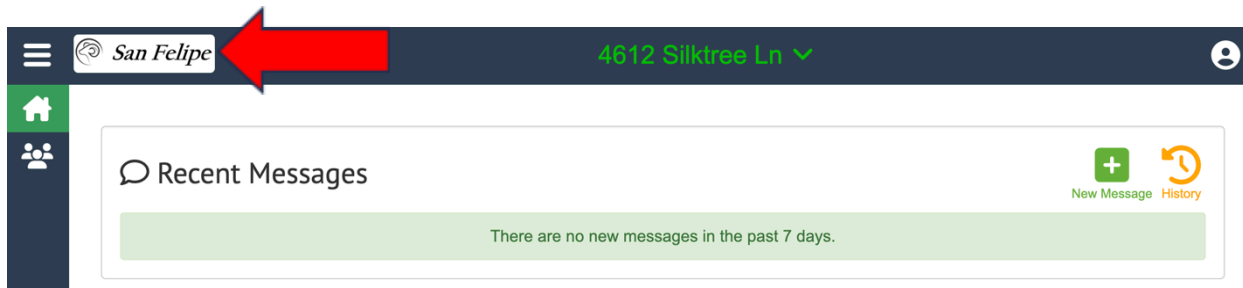 San Felipe
4612 Silktree Ln
Recent Messages
New Message
History
There are no new messages in the past 7 days.